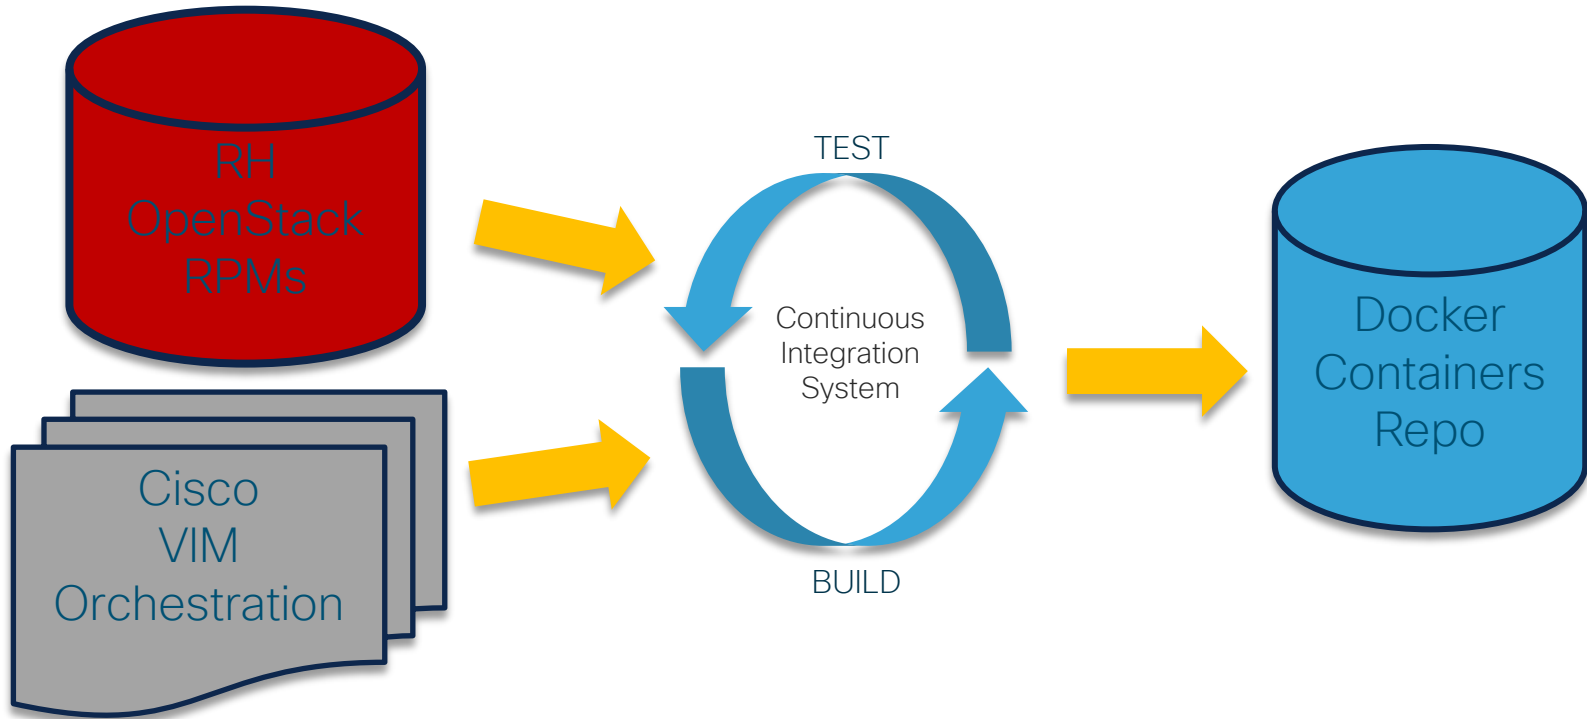 RH
OpenStack
RPMs
Cisco
VIM
Orchestration
TEST
Continuous
Integration
System
BUILD
Docker
Containers
Repo